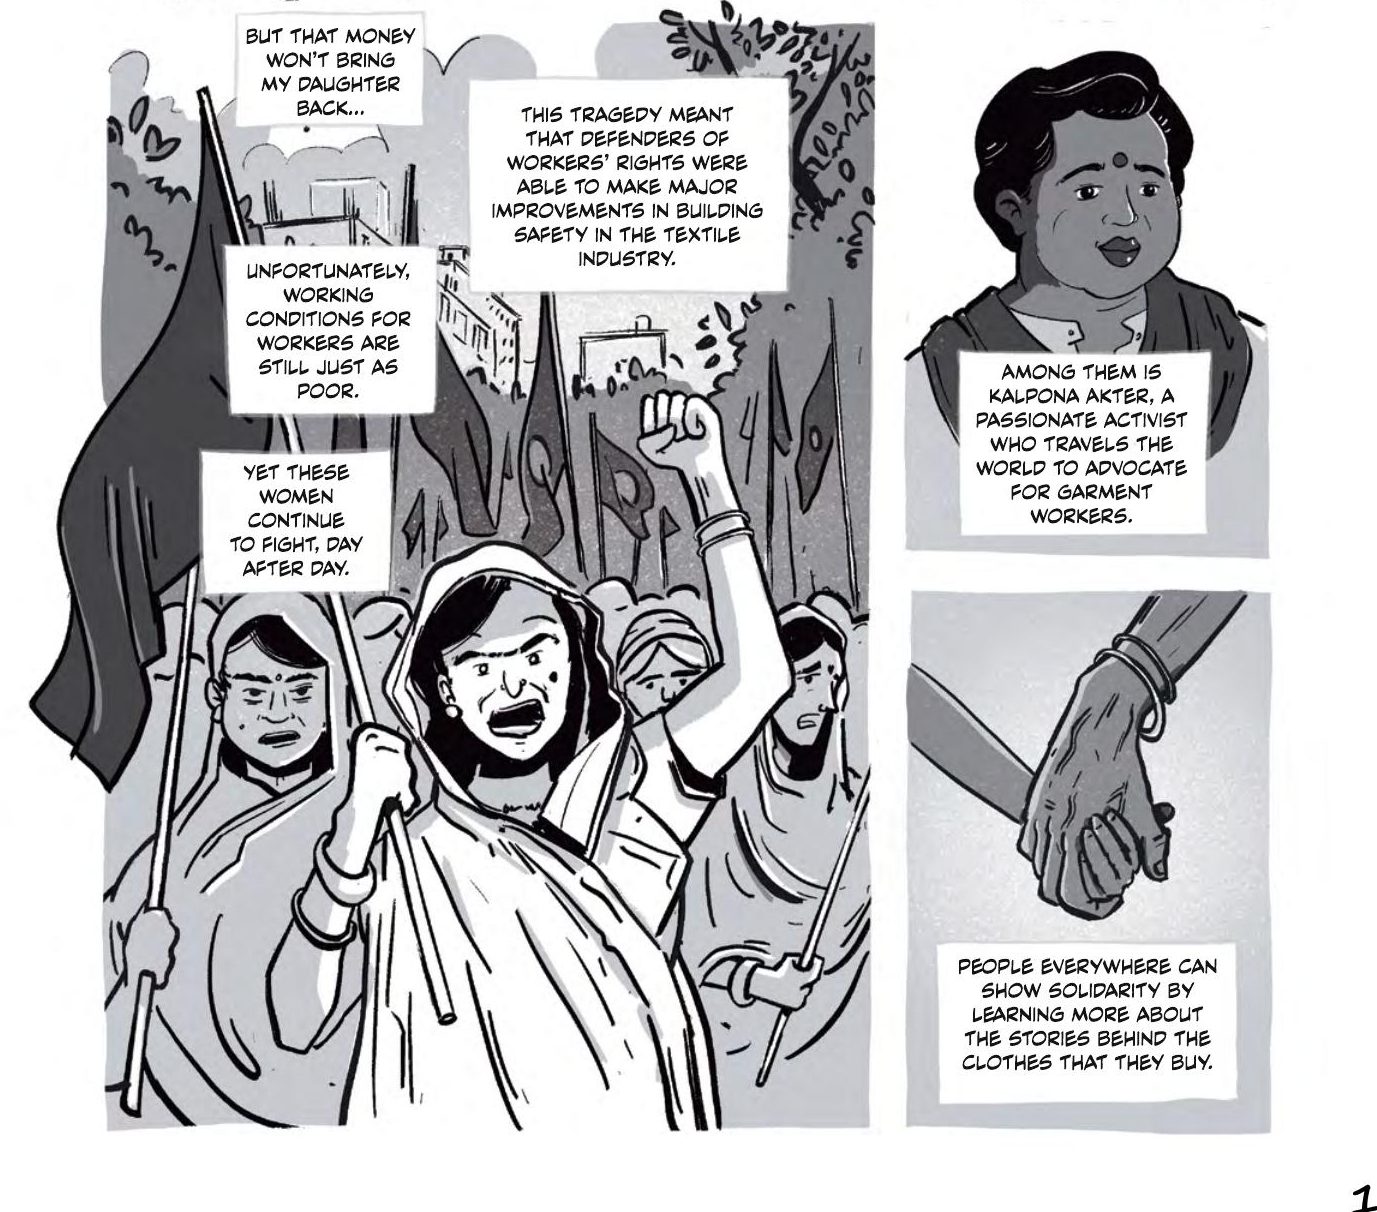 BUT THAT MONEY
WON'T BRING
MY DAUGHTER
BACK...
THIS TRAGEDY MEANT
THAT DEFENDERS OF
WORKERS' RIGHTS WERE
ABLE TO MAKE MAJOR
IMPROVEMENTS IN BUILDING
SAFETY IN THE TEXTILE
INDUSTRY.
UNFORTUNATELY,
WORKING
CONDITIONS FOR
WORKERS ARE
STILL JUST AS
POOR.
YET THESE
WOMEN
CONTINUE
TO FIGHT, DAY
AFTER DAY.
AMONG THEM IS
KALPONA AKTER, A
PASSIONATE ACTIVIST
WHO TRAVELS THE
WORLD TO ADVOCATE
FOR GARMENT
WORKERS.
PEOPLE EVERYWHERE CAN
SHOW SOLIDARITY BY
LEARNING MORE ABOUT
THE STORIES BEHIND THE
CLOTHES THAT THEY BUY.
1